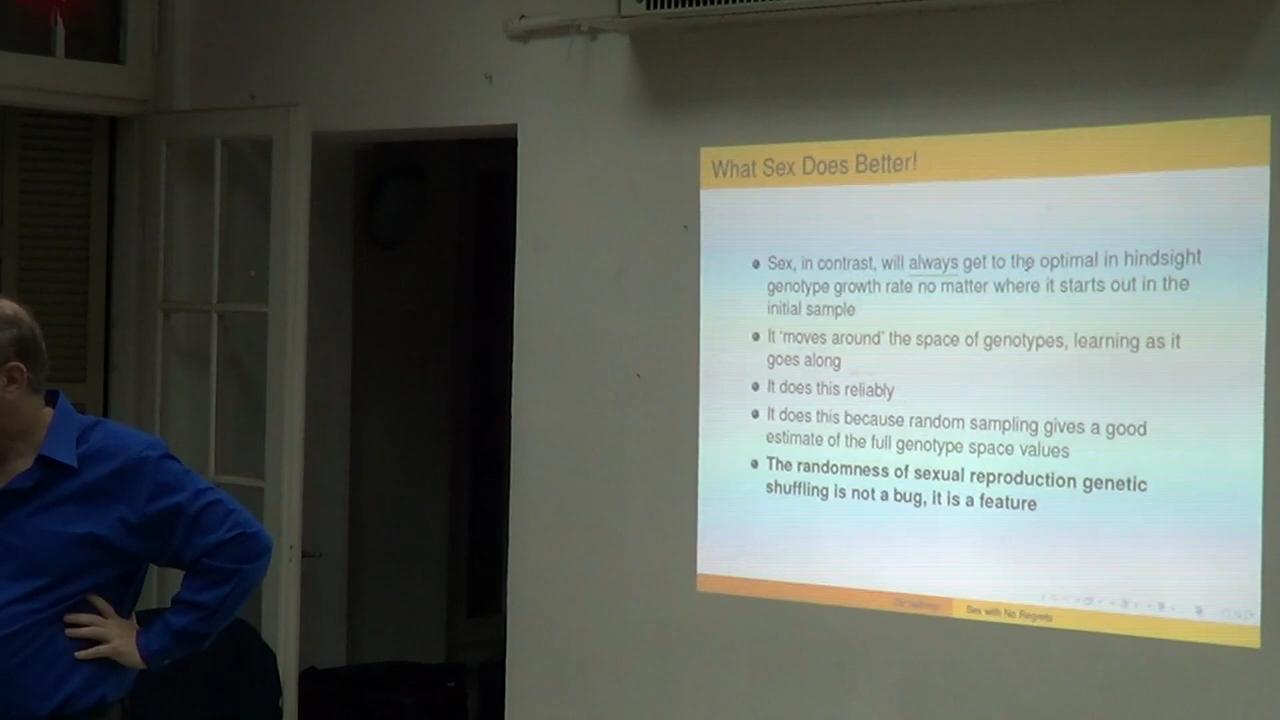 What Sex Does Better!
Sex, in contrast, will always get to the optimal in hindsight
genotype growth rate no matter where it starts out in the
initial sample
It 'moves around' the space of genotypes, learning as it
goes along
It does this reliably
It does this because random sampling gives a good
estimate of the full genotype space values
The randomness of sexual reproduction genetic
shuffling is not a bug, it is a feature
Sex with No Regrets